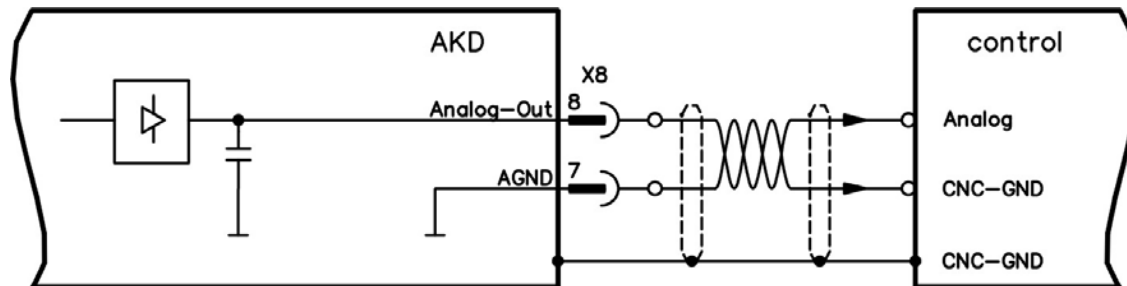 AKD
control
X8
Analog-Out
8
Analog
AGND
7
CNC-GND
CNC-GND